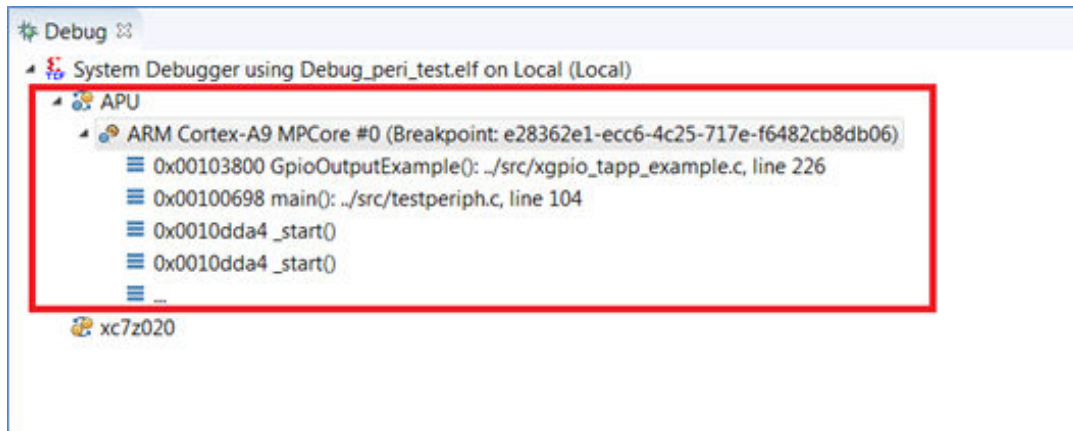 Debug
System Debugger using Debug_peri_test.elf on Local (Local)
APU
ARM Cortex-A9 MPCore #0 (Breakpoint: e28362e1-ecc6-4c25-717e-f6482cb8db06)
0x00103800 GpioOutputExample(): ../src/xgpio_tapp_example.c, line 226
0x00100698 main(): ../src/testperiph.c, line 104
0x0010dda4 _start()
0x0010dda4 _start()
...
xc7z020